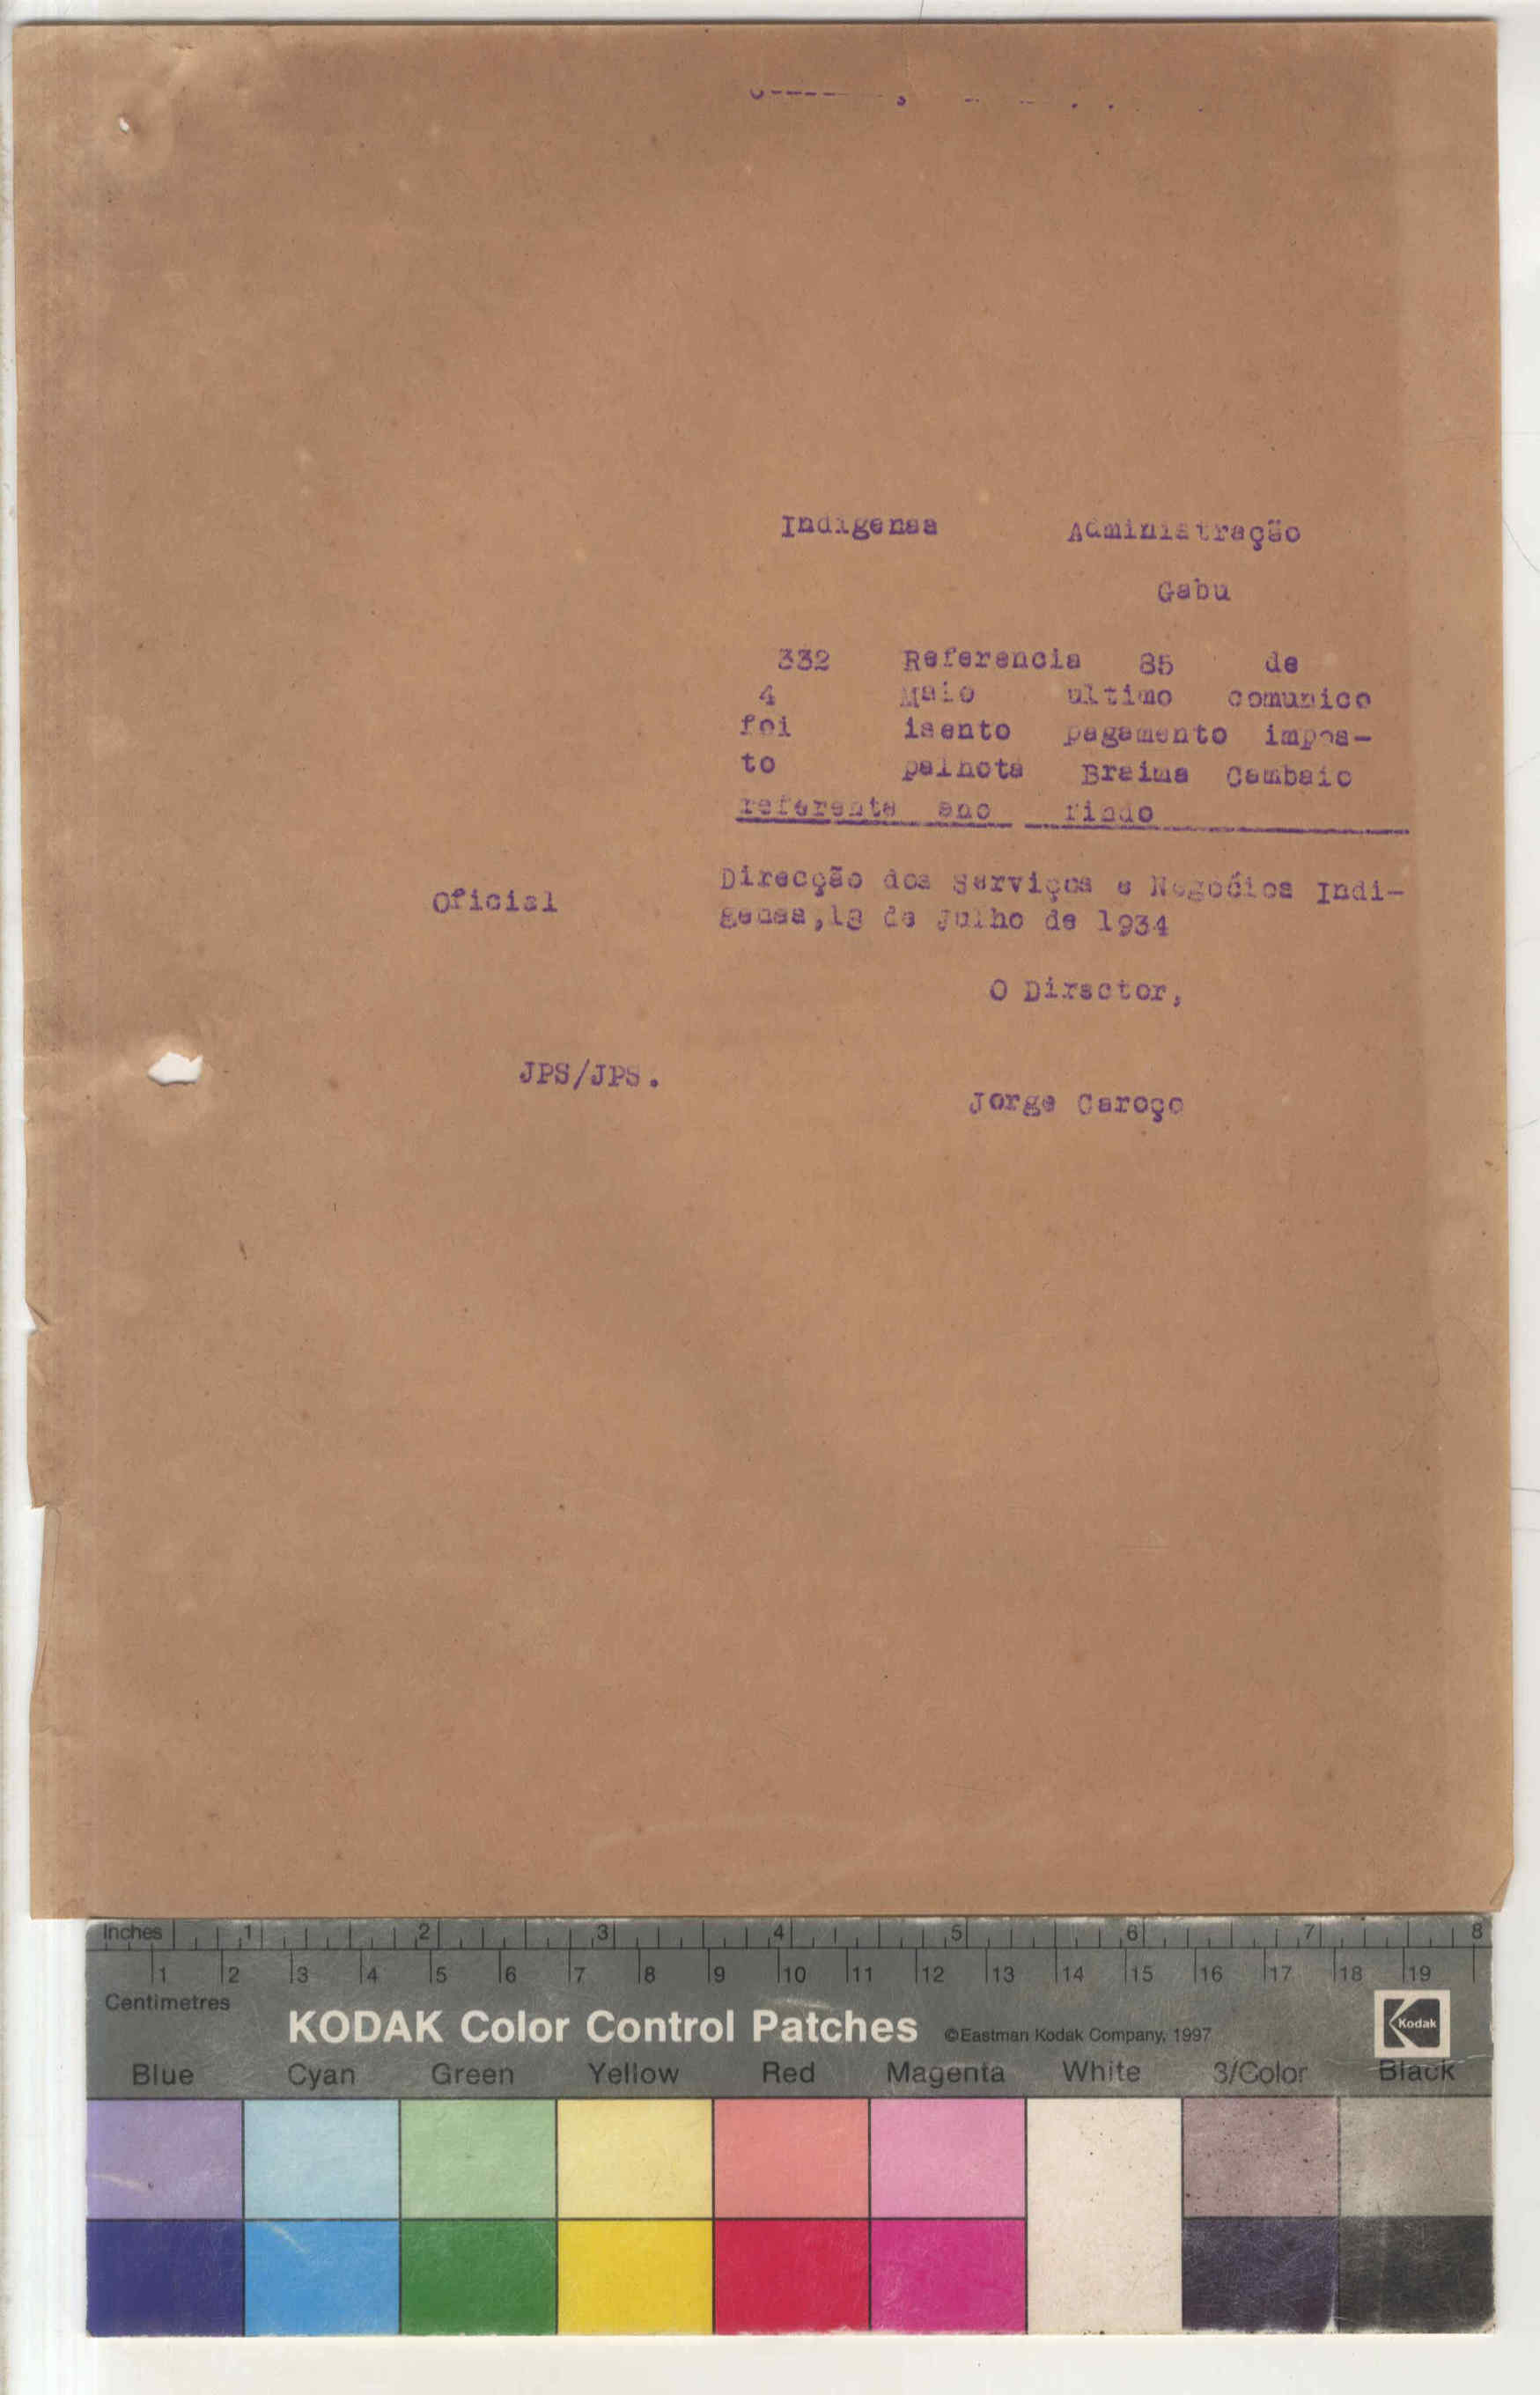 Indigenas Administração
Gabu
332 Referencia 85 de
4 Maio ultimo comunico
foi isento pagamento impos-
to palhota Braima Cambaio
referente ano findo
Direcção dos Serviços e Negócios Indi-
Oficial
genas,18 de Julho de 1934
O Director,
JPS/JPS.
Jorge Caroço
Inches 1 2 3 4 5 6 7 8
1 2 3 4 5 6 7 8 9 10 11 12 13 14 15 16 17 18 19
Centimetres
KODAK Color Control Patches ©Eastman Kodak Company, 1997 Kodak
Blue Cyan Green Yellow Red Magenta White 3/Color Black